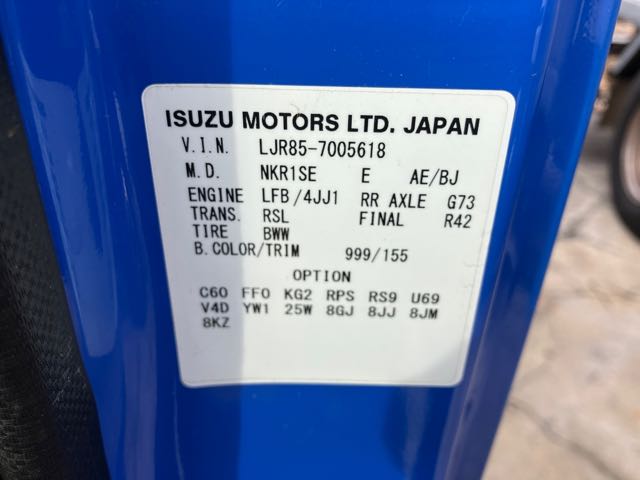 ISUZU MOTORS LTD. JAPAN
V.I.N. LJR85-7005618
M.D. NKR1SE E AE/BJ
ENGINE LFB/4JJ1 RR AXLE G73
TRANS. RSL FINAL R42
TIRE BWW
B.COLOR/TRIM 999/155
OPTION
C60 FF0 KG2 RPS RS9 U69
V4D YW1 25W 8GJ 8JJ 8JM
8KZ